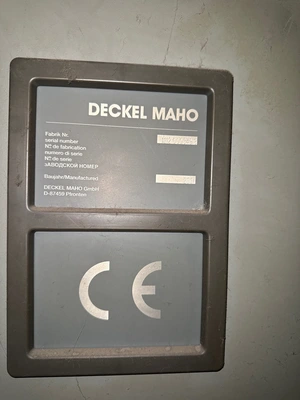 DECKEL MAHO
Fabrik Nr.
serial number
N? de fabrication
numero di serie
N? de serie
ЗАВОДСКОЙ НОМЕР
Baujahr/Manufactured
DECKEL MAHO GmbH
D-87459 Pfronten
CE